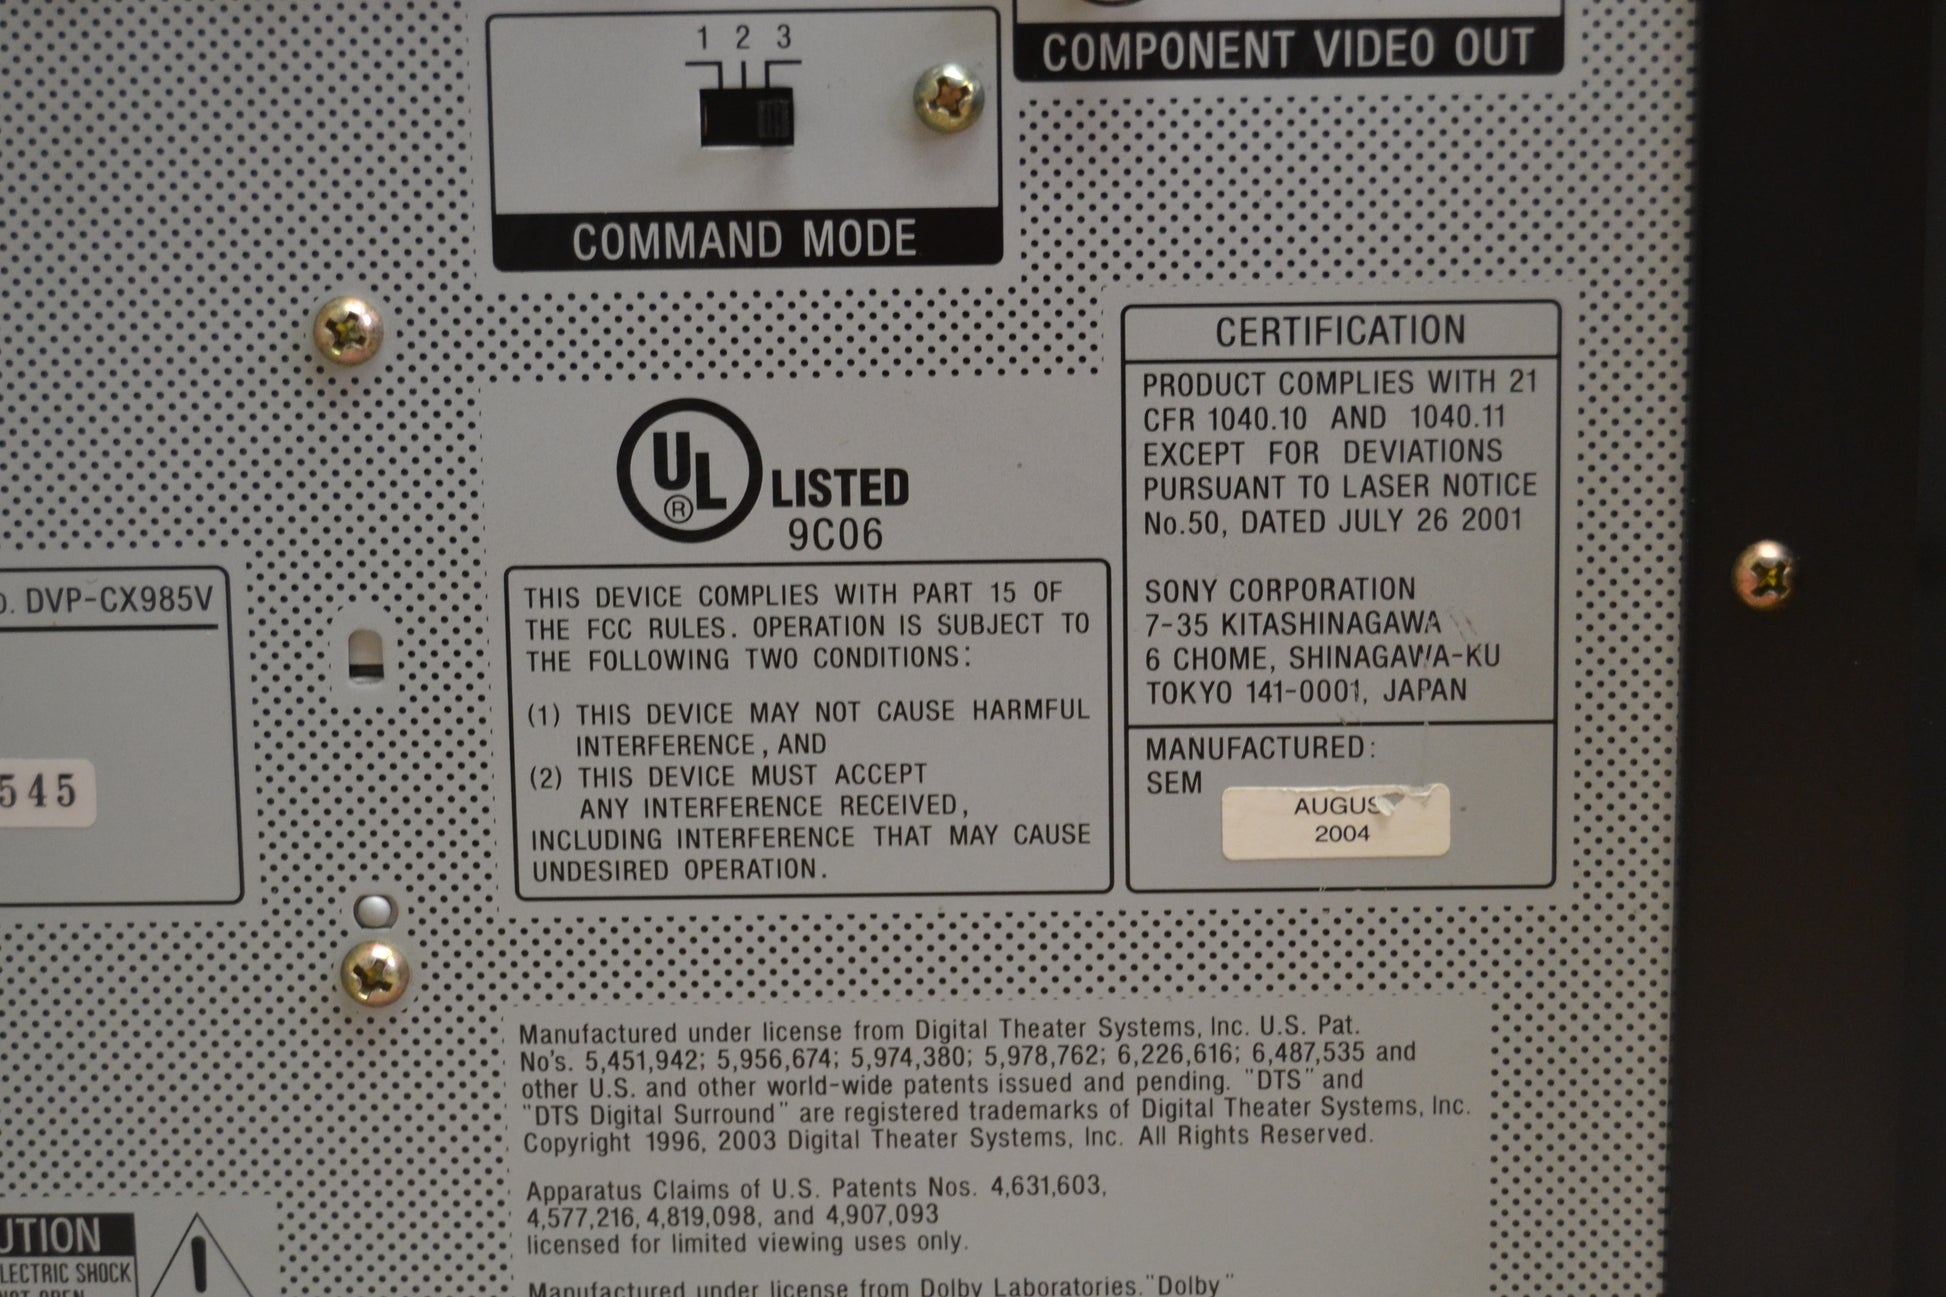 1 2 3
COMMAND MODE
COMPONENT VIDEO OUT
UL
®
LISTED
9C06
DVP-CX985V
545
THIS DEVICE COMPLIES WITH PART 15 OF
THE FCC RULES. OPERATION IS SUBJECT TO
THE FOLLOWING TWO CONDITIONS:
(1) THIS DEVICE MAY NOT CAUSE HARMFUL
INTERFERENCE, AND
(2) THIS DEVICE MUST ACCEPT
ANY INTERFERENCE RECEIVED,
INCLUDING INTERFERENCE THAT MAY CAUSE
UNDESIRED OPERATION.
CERTIFICATION
PRODUCT COMPLIES WITH 21
CFR 1040.10 AND 1040.11
EXCEPT FOR DEVIATIONS
PURSUANT TO LASER NOTICE
No.50, DATED JULY 26 2001
SONY CORPORATION
7-35 KITASHINAGAWA
6 CHOME, SHINAGAWA-KU
TOKYO 141-0001, JAPAN
MANUFACTURED:
SEM
AUGUS
2004
Manufactured under license from Digital Theater Systems, Inc. U.S. Pat.
No's. 5,451,942; 5,956,674; 5,974,380; 5,978,762; 6,226,616; 6,487,535 and
other U.S. and other world-wide patents issued and pending. "DTS" and
"DTS Digital Surround" are registered trademarks of Digital Theater Systems, Inc.
Copyright 1996, 2003 Digital Theater Systems, Inc. All Rights Reserved.
Apparatus Claims of U.S. Patents Nos. 4,631,603,
4,577,216, 4,819,098, and 4,907,093
licensed for limited viewing uses only.
Manufactured under license from Dolby Laboratories."Dolby"
UTION
LECTRIC SHOCK